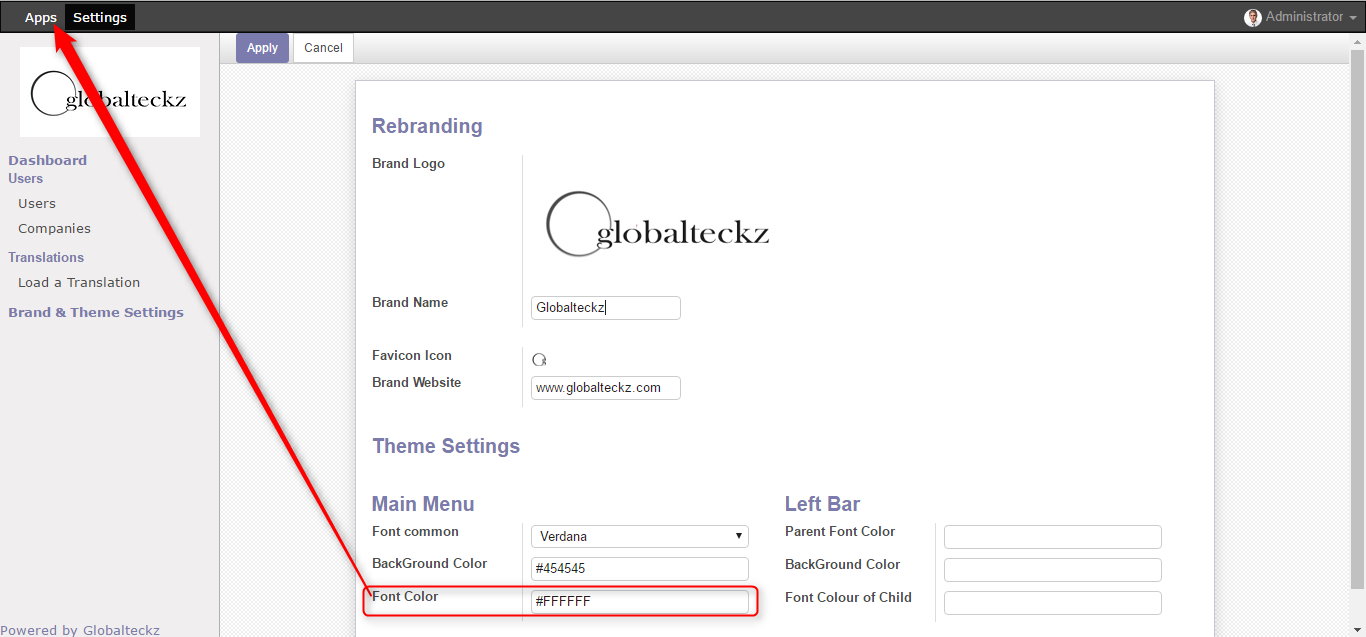 Apps Settings Administrator
Apply Cancel
globalteckz
Dashboard
Users
Users
Companies
Translations
Load a Translation
Brand & Theme Settings
Powered by Globalteckz
Rebranding
Brand Logo
globalteckz
Brand Name Globalteckz
Favicon Icon
Brand Website www.globalteckz.com
Theme Settings
Main Menu
Font common Verdana
BackGround Color #454545
Font Color #FFFFFF
Left Bar
Parent Font Color
BackGround Color
Font Colour of Child